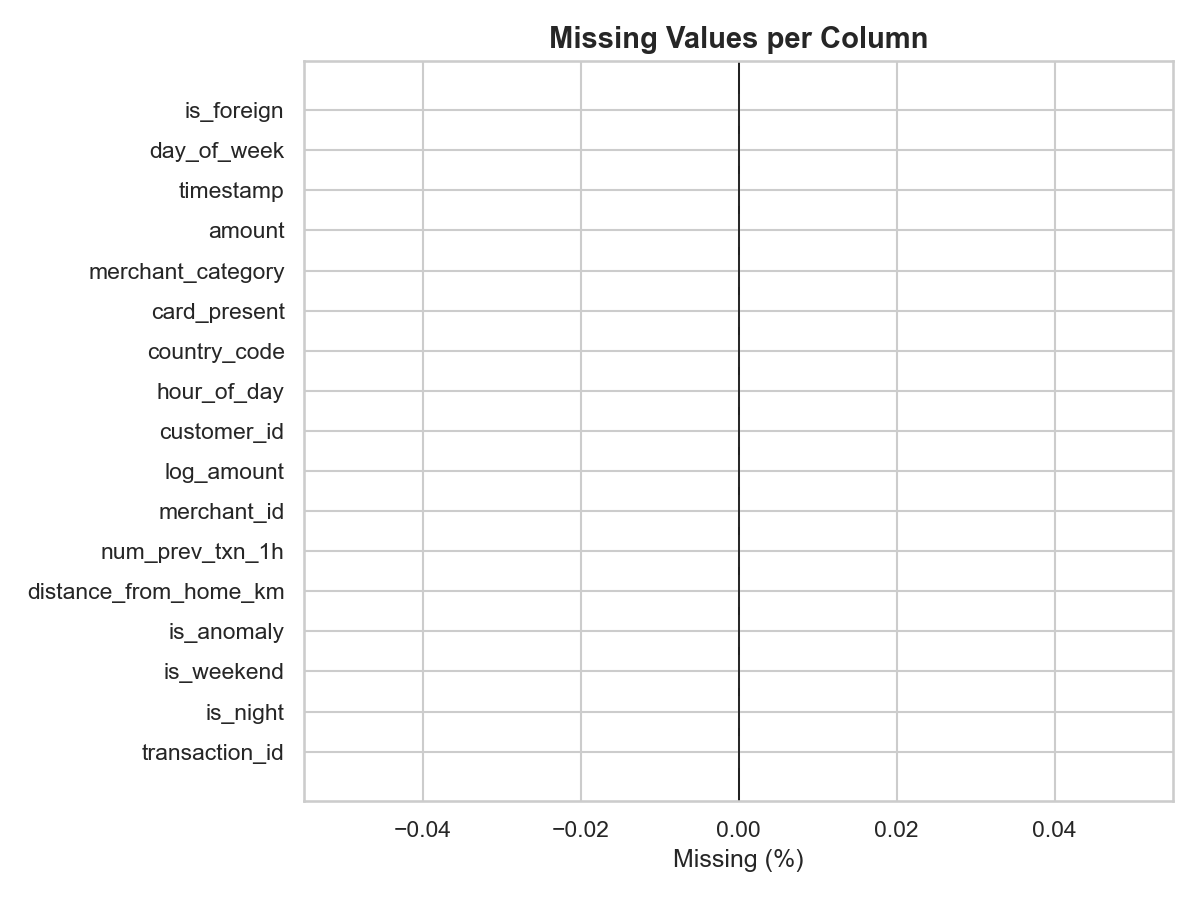 Missing Values per Column
is_foreign
day_of_week
timestamp
amount
merchant_category
card_present
country_code
hour_of_day
customer_id
log_amount
merchant_id
num_prev_txn_1h
distance_from_home_km
is_anomaly
is_weekend
is_night
transaction_id
−0.04 −0.02 0.00 0.02 0.04
Missing (%)